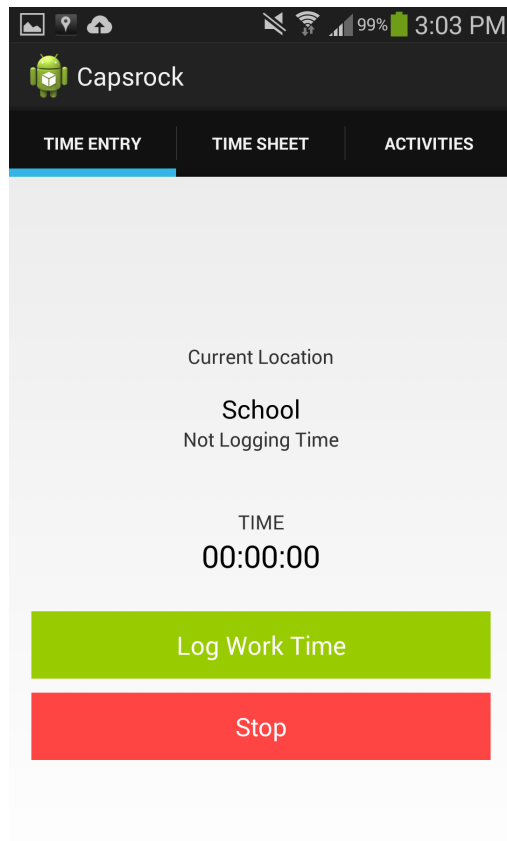 99% 3:03 PM
Capsrock
TIME ENTRY TIME SHEET ACTIVITIES
Current Location
School
Not Logging Time
TIME
00:00:00
Log Work Time
Stop